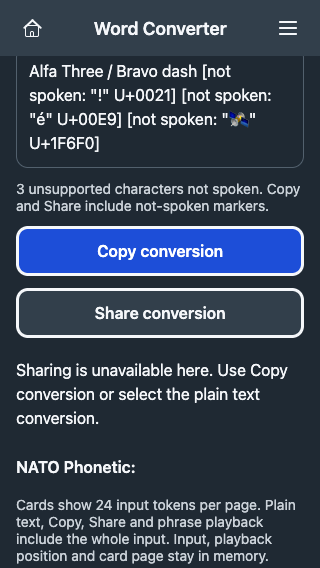 Word Converter
Alfa Three / Bravo dash [not
spoken: "!" U+0021] [not spoken:
"é" U+00E9] [not spoken: "🛰"
U+1F6F0]
3 unsupported characters not spoken. Copy
and Share include not-spoken markers.
Copy conversion
Share conversion
Sharing is unavailable here. Use Copy
conversion or select the plain text
conversion.
NATO Phonetic:
Cards show 24 input tokens per page. Plain
text, Copy, Share and phrase playback
include the whole input. Input, playback
position and card page stay in memory.